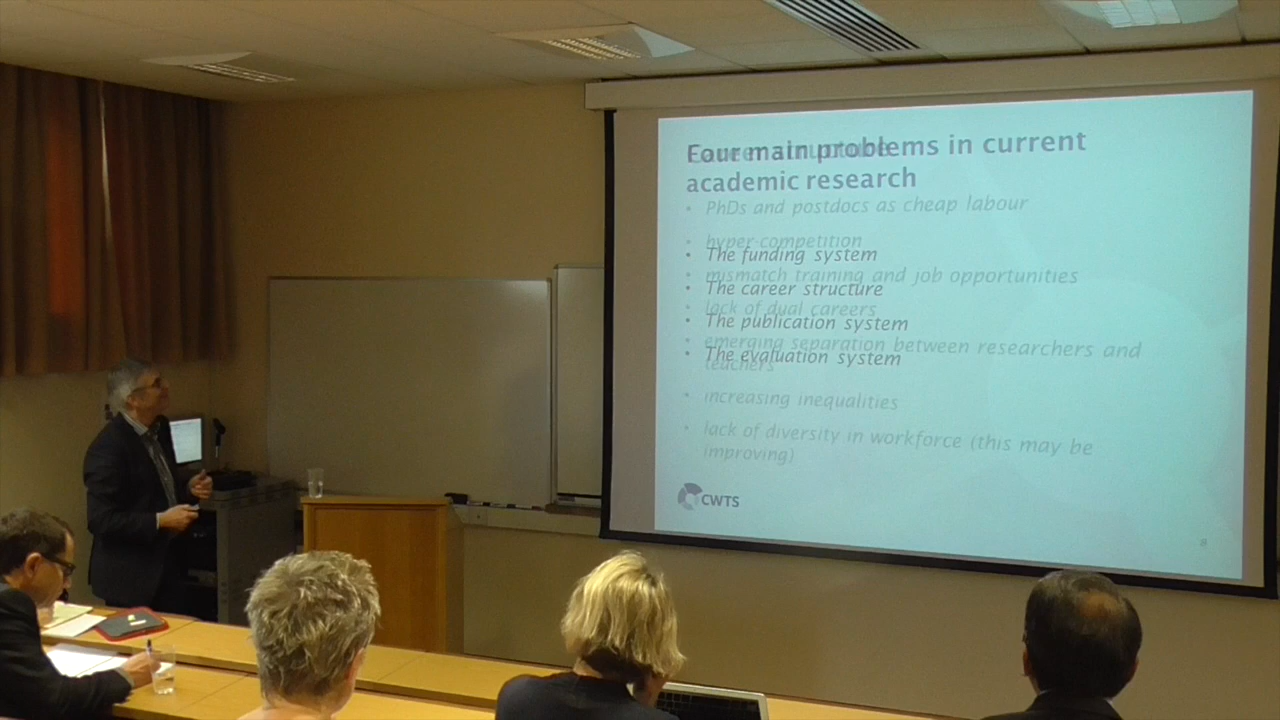 Four main problems in current
academic research
• PhDs and postdocs as cheap labour
• hyper-competition
• The funding system
• mismatch training and job opportunities
• The career structure
• lack of dual careers
• The publication system
• emerging separation between researchers and
teachers
• The evaluation system
• increasing inequalities
• lack of diversity in workforce (this may be
improving)
CWTS
8